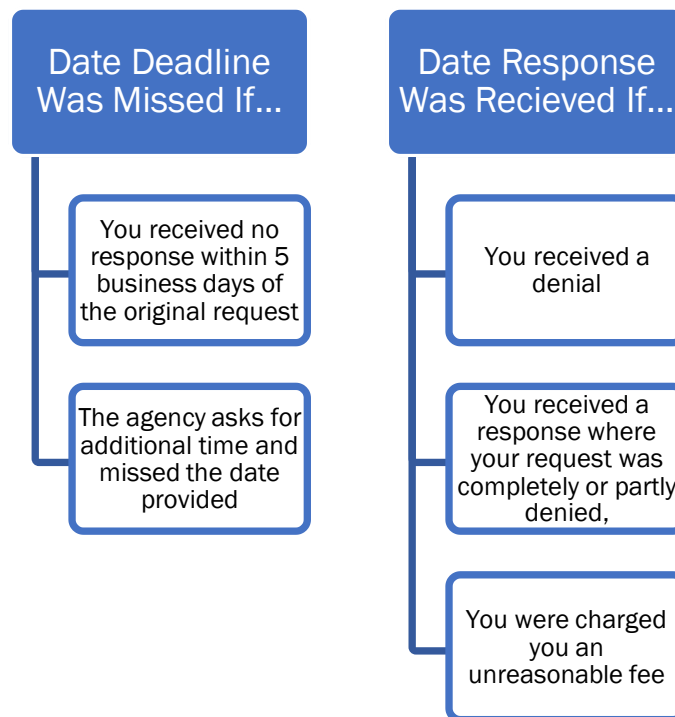 Date Deadline
Was Missed If...
You received no
response within 5
business days of
the original request
The agency asks for
additional time and
missed the date
provided
Date Response
Was Recieved If...
You received a
denial
You received a
response where
your request was
completely or partly
denied,
You were charged
you an
unreasonable fee